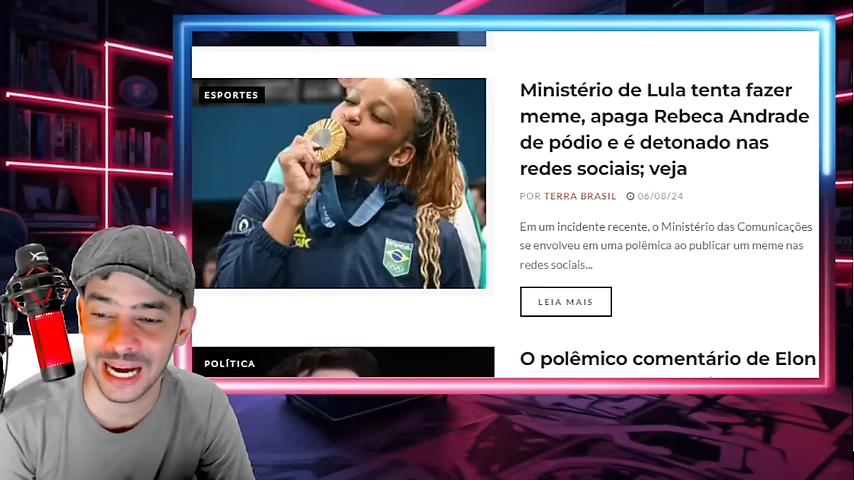 ESPORTES
Ministério de Lula tenta fazer
meme, apaga Rebeca Andrade
de pódio e é detonado nas
redes sociais; veja
POR TERRA BRASIL 06/08/24
Em um incidente recente, o Ministério das Comunicações
se envolveu em uma polêmica ao publicar um meme nas
redes sociais...
LEIA MAIS
POLÍTICA
O polêmico comentário de Elon